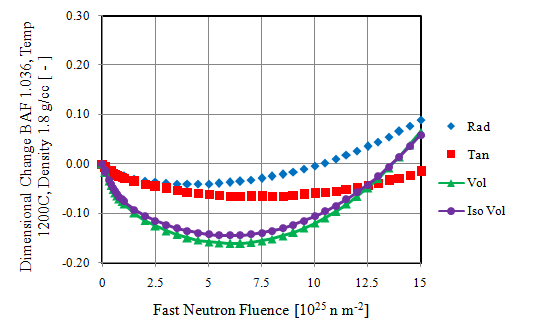 Dimensional Change BAF 1.036, Temp
1200C, Density 1.8 g/cc [ - ]
0.30
0.20
0.10
0.00
-0.10
-0.20
0
2.5
5
7.5
10
12.5
15
Fast Neutron Fluence [10²⁵ n m⁻²]
Rad
Tan
Vol
Iso Vol